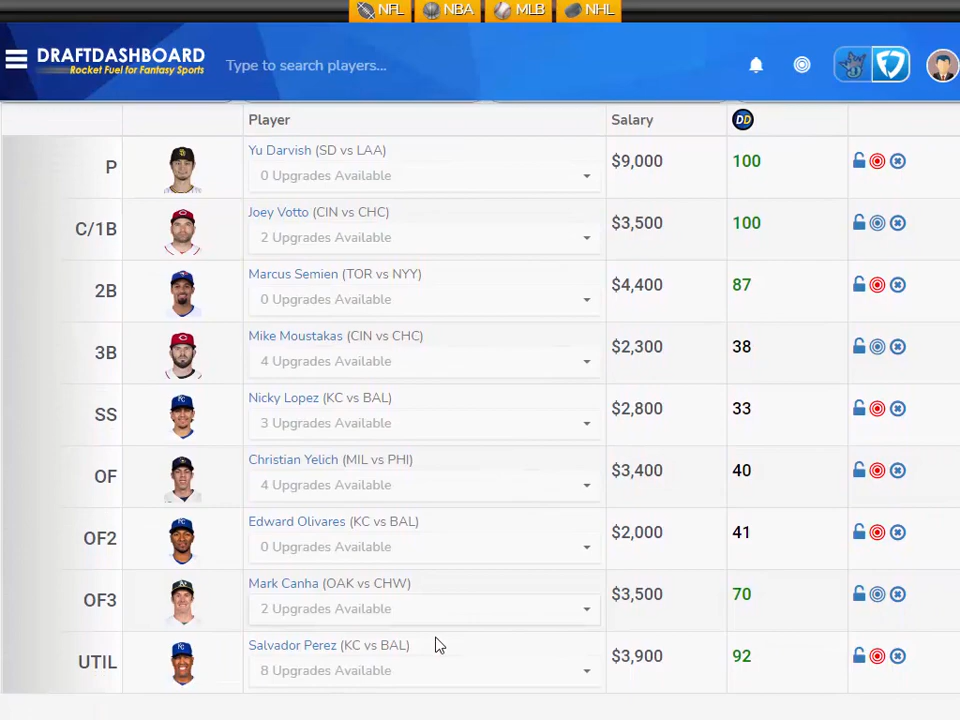 NFL NBA MLB NHL
DRAFTDASHBOARD
Rocket Fuel for Fantasy Sports
Type to search players...
Player Salary DD
P Yu Darvish (SD vs LAA) $9,000 100
0 Upgrades Available
C/1B Joey Votto (CIN vs CHC) $3,500 100
2 Upgrades Available
2B Marcus Semien (TOR vs NYY) $4,400 87
0 Upgrades Available
3B Mike Moustakas (CIN vs CHC) $2,300 38
4 Upgrades Available
SS Nicky Lopez (KC vs BAL) $2,800 33
3 Upgrades Available
OF Christian Yelich (MIL vs PHI) $3,400 40
4 Upgrades Available
OF2 Edward Olivares (KC vs BAL) $2,000 41
0 Upgrades Available
OF3 Mark Canha (OAK vs CHW) $3,500 70
2 Upgrades Available
UTIL Salvador Perez (KC vs BAL) $3,900 92
8 Upgrades Available